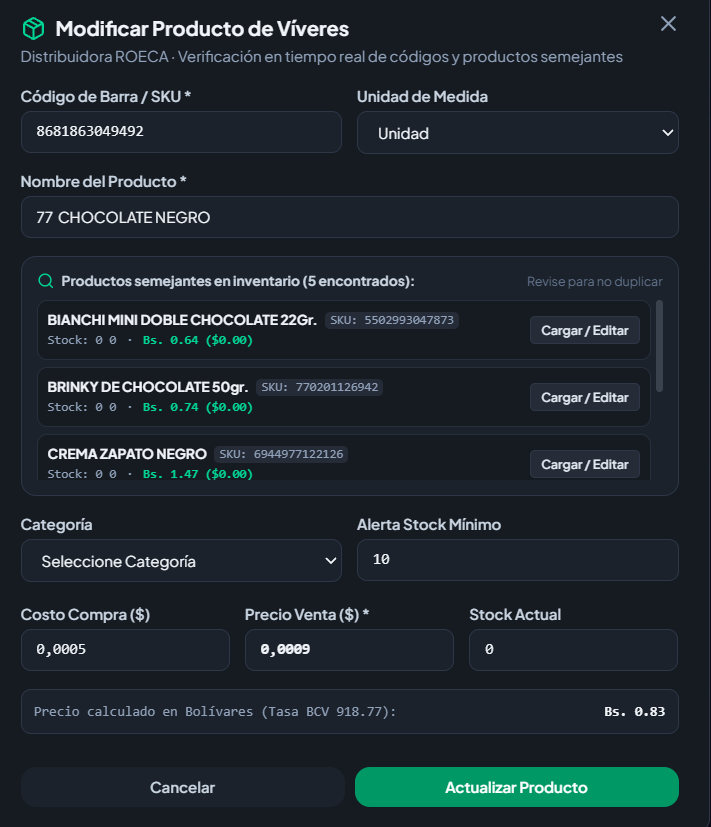 Modificar Producto de Víveres
Distribuidora ROECA · Verificación en tiempo real de códigos y productos semejantes
Código de Barra / SKU *
Unidad de Medida
8681863049492
Unidad
Nombre del Producto *
77 CHOCOLATE NEGRO
Productos semejantes en inventario (5 encontrados):
Revise para no duplicar
BIANCHI MINI DOBLE CHOCOLATE 22Gr. SKU: 5502993047873
Stock: 0 0 · Bs. 0.64 ($0.00)
Cargar / Editar
BRINKY DE CHOCOLATE 50gr. SKU: 770201126942
Stock: 0 0 · Bs. 0.74 ($0.00)
Cargar / Editar
CREMA ZAPATO NEGRO SKU: 6944977122126
Stock: 0 0 · Bs. 1.47 ($0.00)
Cargar / Editar
Categoría
Alerta Stock Mínimo
Seleccione Categoría
10
Costo Compra ($)
Precio Venta ($) *
Stock Actual
0,0005
0,0009
0
Precio calculado en Bolívares (Tasa BCV 918.77):
Bs. 0.83
Cancelar
Actualizar Producto